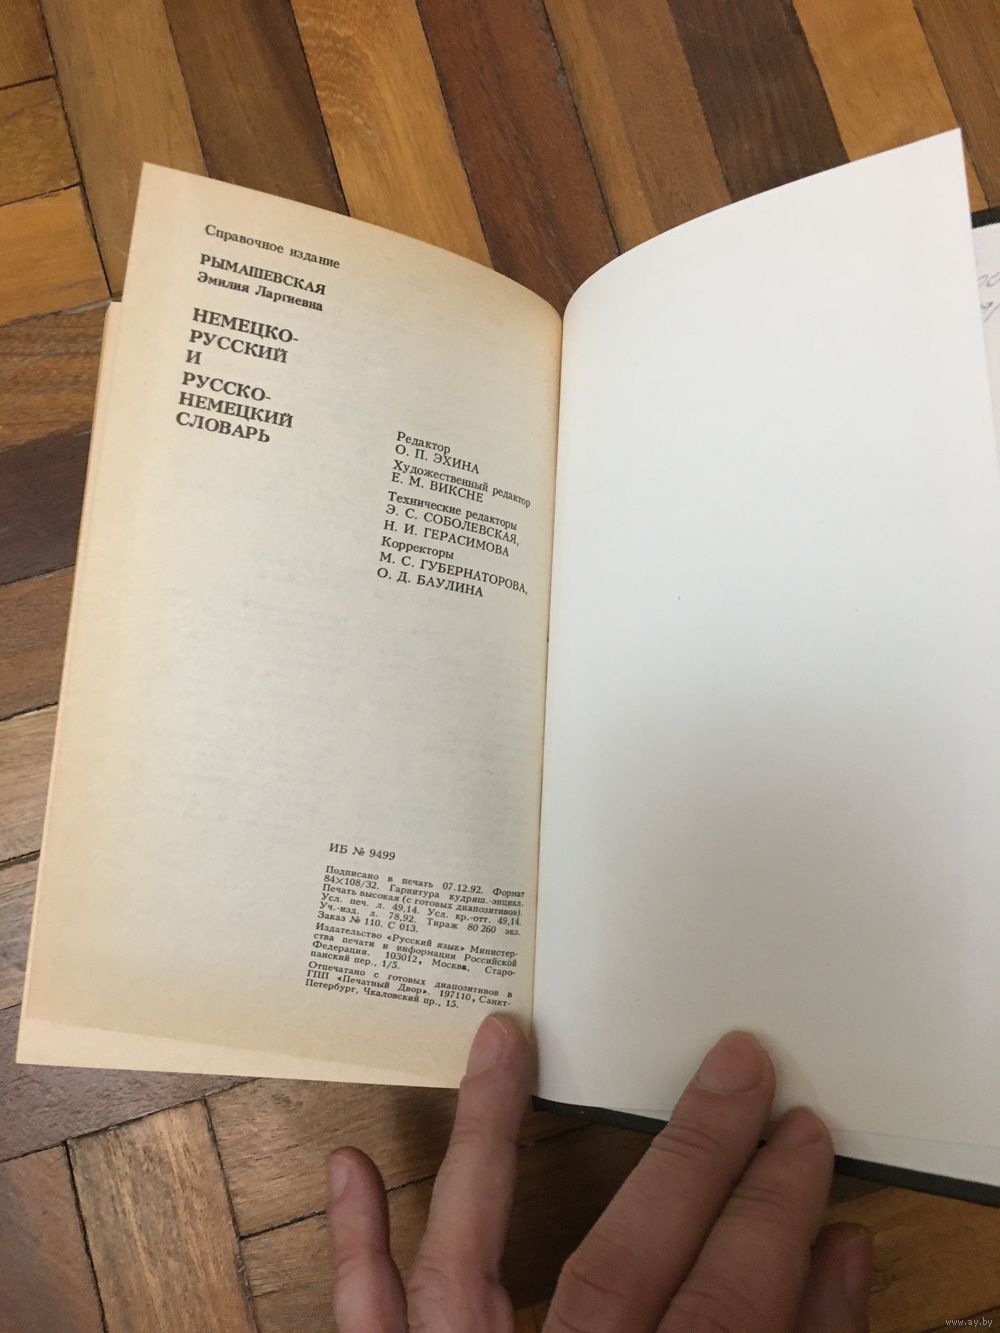 Справочное издание
РЫМАШЕВСКАЯ
Эмилия Ларгиевна
НЕМЕЦКО-
РУССКИЙ
И
РУССКО-
НЕМЕЦКИЙ
СЛОВАРЬ
Редактор
О. П. ЭХИНА
Художественный редактор
Е. М. ВИКСНЕ
Технические редакторы
Э. С. СОБОЛЕВСКАЯ,
Н. И. ГЕРАСИМОВА
Корректоры
М. С. ГУБЕРНАТОРОВА,
О. Д. БАУЛИНА
ИБ № 9499
Подписано в печать 07.12.92. Формат
84×108/32. Гарнитура кудряш.-энцикл.
Печать высокая (с готовых диапозитивов).
Усл. печ. л. 49,14. Усл. кр.-отт. 49,14.
Уч.-изд. л. 78,92. Тираж 80 260 экз.
Заказ № 110. С 013.
Издательство «Русский язык» Министер-
ства печати и информации Российской
Федерации. 103012, Москва, Старо-
панский пер., 1/5.
Отпечатано с готовых диапозитивов в
ГПП «Печатный Двор». 197110, Санкт-
Петербург, Чкаловский пр., 15.
www.ay.by